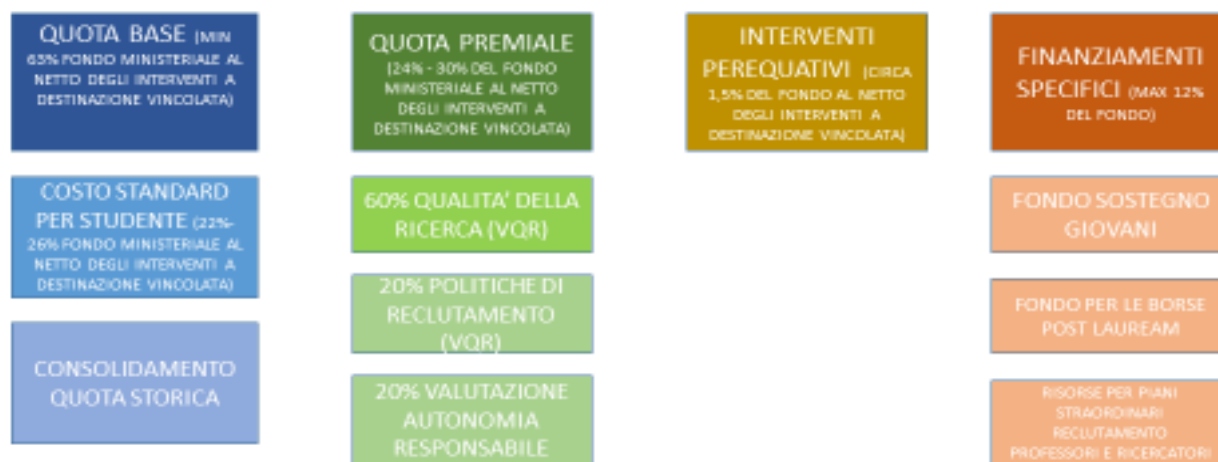 QUOTA BASE (MIN
63% FONDO MINISTERIALE AL
NETTO DEGLI INTERVENTI A
DESTINAZIONE VINCOLATA)
COSTO STANDARD
PER STUDENTE (22%-
26% FONDO MINISTERIALE AL
NETTO DEGLI INTERVENTI A
DESTINAZIONE VINCOLATA)
CONSOLIDAMENTO
QUOTA STORICA
QUOTA PREMIALE
(24% - 30% DEL FONDO
MINISTERIALE AL NETTO
DEGLI INTERVENTI A
DESTINAZIONE VINCOLATA)
60% QUALITA' DELLA
RICERCA (VQR)
20% POLITICHE DI
RECLUTAMENTO
(VQR)
20% VALUTAZIONE
AUTONOMIA
RESPONSABILE
INTERVENTI
PEREQUATIVI (CIRCA
1,5% DEL FONDO AL NETTO
DEGLI INTERVENTI A
DESTINAZIONE VINCOLATA)
FINANZIAMENTI
SPECIFICI (MAX 12%
DEL FONDO)
FONDO SOSTEGNO
GIOVANI
FONDO PER LE BORSE
POST LAUREAM
RISORSE PER PIANI
STRAORDINARI
RECLUTAMENTO
PROFESSORI E RICERCATORI